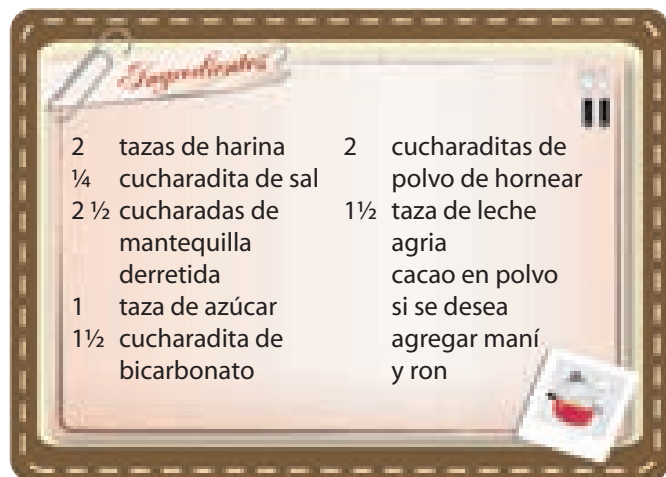 Ingredientes
2 tazas de harina
¼ cucharadita de sal
2 ½ cucharadas de
mantequilla
derretida
1 taza de azúcar
1½ cucharadita de
bicarbonato
2 cucharaditas de
polvo de hornear
1½ taza de leche
agria
cacao en polvo
si se desea
agregar maní
y ron